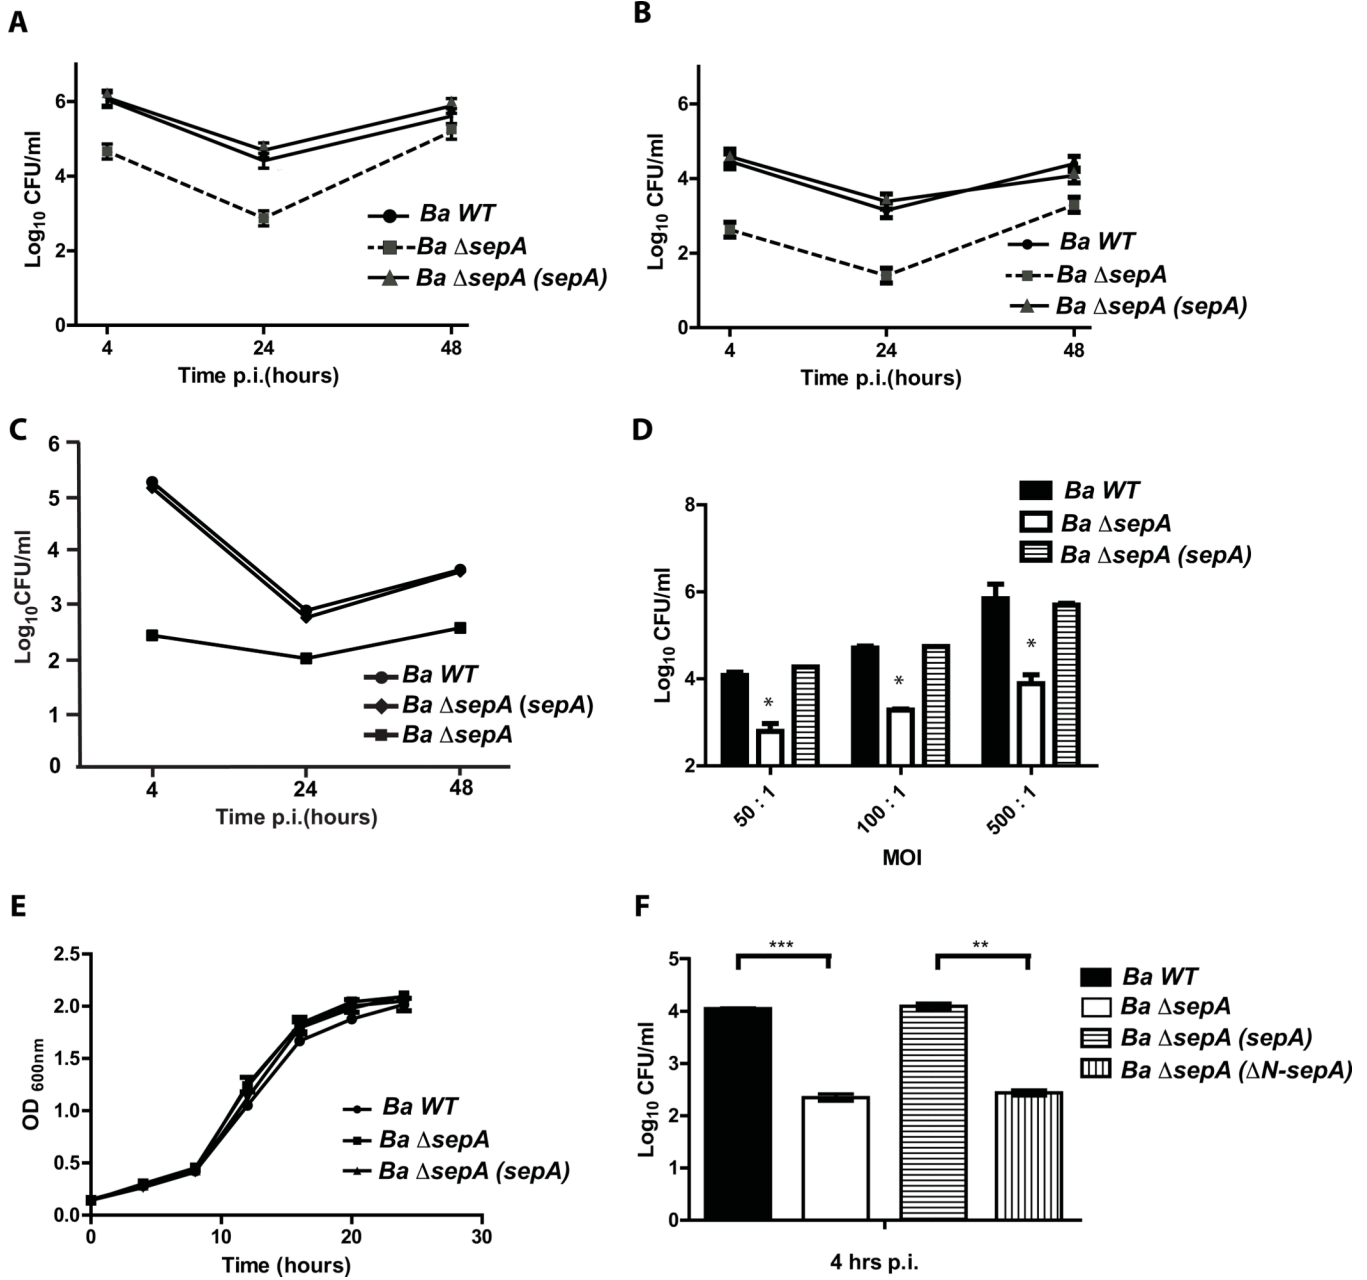 A
Log10 CFU/ml
6
4
2
0
4
24
48
Time p.i.(hours)
Ba WT
Ba ΔsepA
Ba ΔsepA (sepA)
B
Log10 CFU/ml
6
4
2
0
4
24
48
Time p.i.(hours)
Ba WT
Ba ΔsepA
Ba ΔsepA (sepA)
C
Log10CFU/ml
6
5
4
3
2
1
0
4
24
48
Time p.i.(hours)
Ba WT
Ba ΔsepA (sepA)
Ba ΔsepA
D
Log10 CFU/ml
8
6
4
2
*
*
*
50 : 1
100 : 1
500 : 1
MOI
Ba WT
Ba ΔsepA
Ba ΔsepA (sepA)
E
OD 600nm
2.5
2.0
1.5
1.0
0.5
0.0
0
10
20
30
Time (hours)
Ba WT
Ba ΔsepA
Ba ΔsepA (sepA)
F
Log10 CFU/ml
5
4
3
2
1
0
***
**
4 hrs p.i.
Ba WT
Ba ΔsepA
Ba ΔsepA (sepA)
Ba ΔsepA (ΔN-sepA)